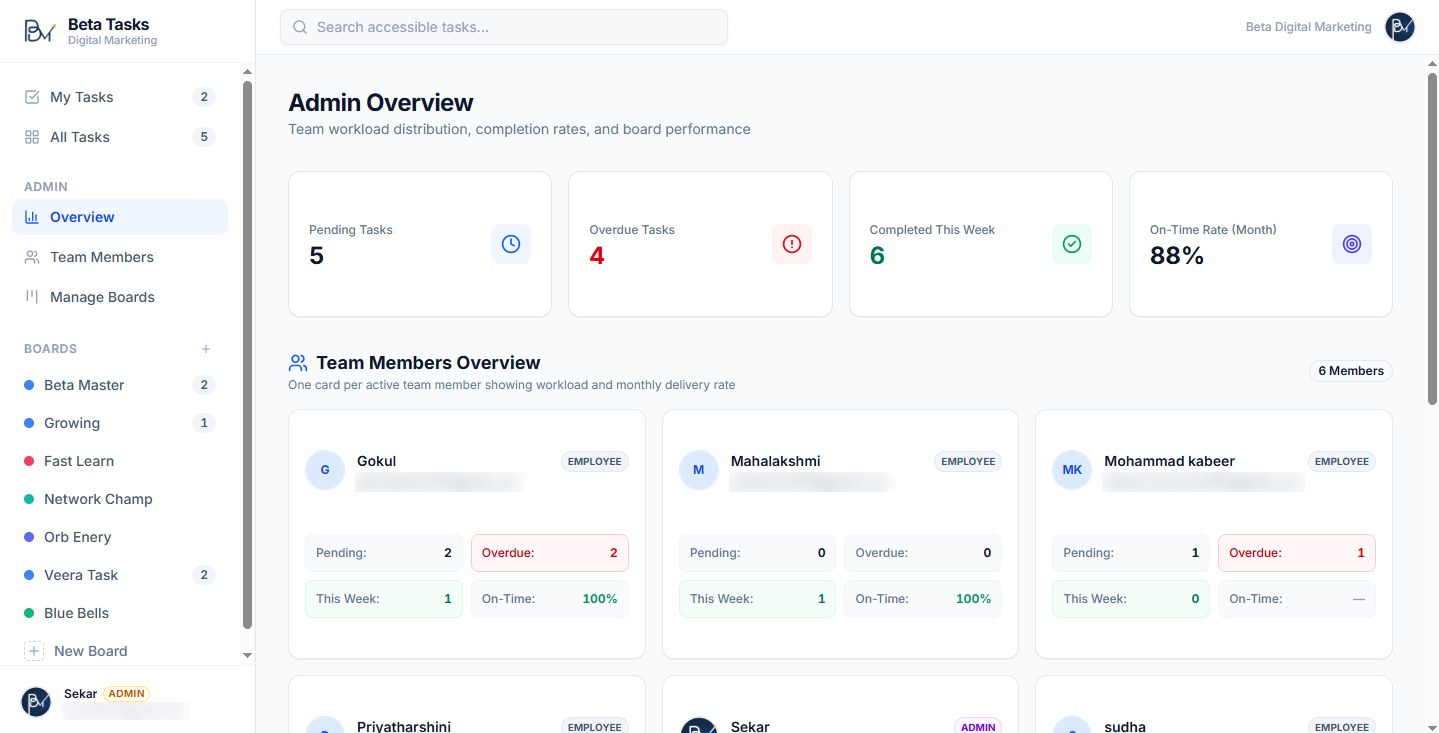 Beta Tasks
Digital Marketing
My Tasks 2
All Tasks 5
ADMIN
Overview
Team Members
Manage Boards
BOARDS +
Beta Master 2
Growing 1
Fast Learn
Network Champ
Orb Enery
Veera Task 2
Blue Bells
New Board
Sekar ADMIN
Search accessible tasks...
Beta Digital Marketing
Admin Overview
Team workload distribution, completion rates, and board performance
Pending Tasks
5
Overdue Tasks
4
Completed This Week
6
On-Time Rate (Month)
88%
Team Members Overview
One card per active team member showing workload and monthly delivery rate
6 Members
G Gokul EMPLOYEE
Pending: 2 Overdue: 2
This Week: 1 On-Time: 100%
M Mahalakshmi EMPLOYEE
Pending: 0 Overdue: 0
This Week: 1 On-Time: 100%
MK Mohammad kabeer EMPLOYEE
Pending: 1 Overdue: 1
This Week: 0 On-Time: —
Priyatharshini EMPLOYEE
Sekar ADMIN
sudha EMPLOYEE